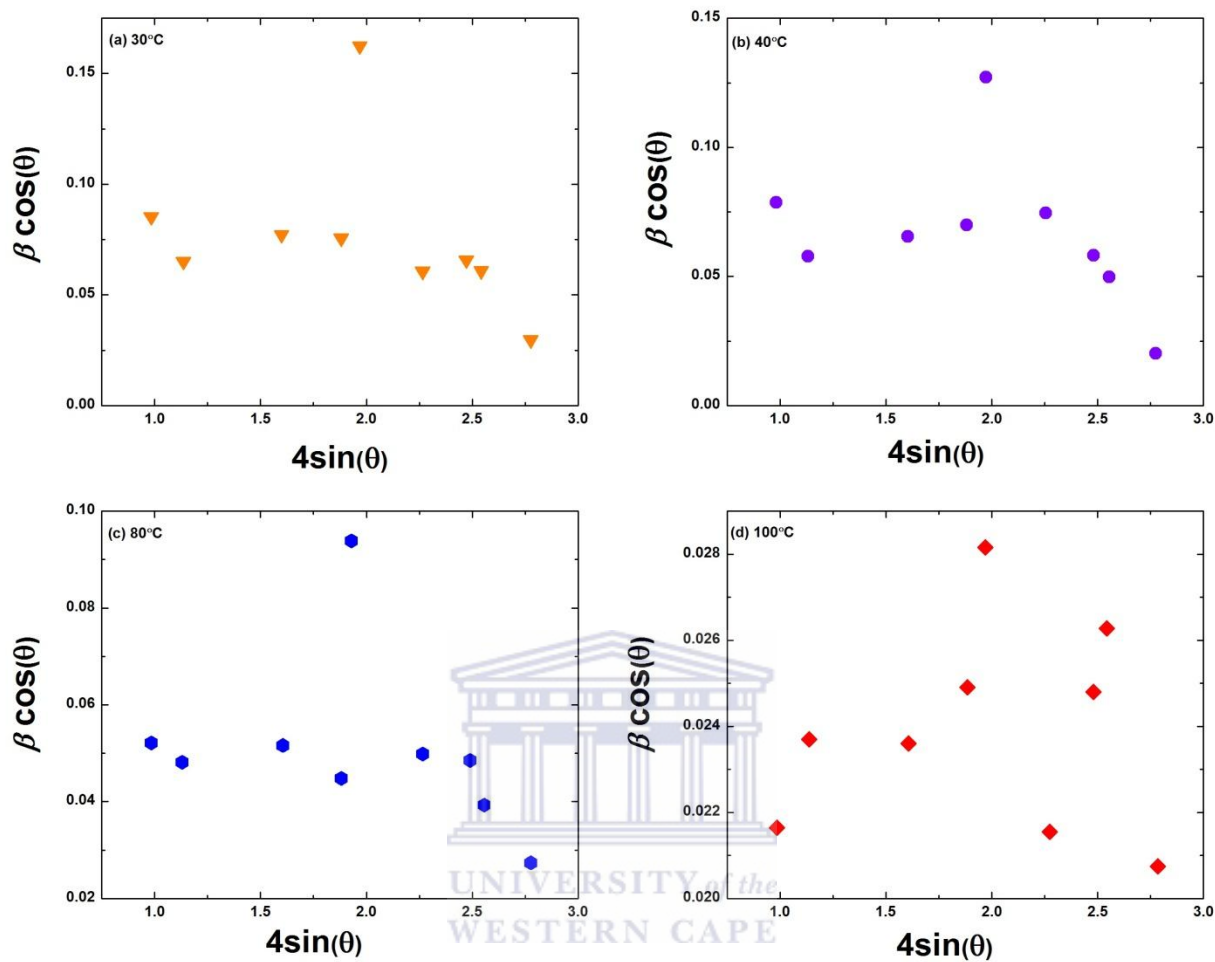 (a) 30°C
0.15
0.10
0.05
0.00
β cos(θ)
1.0 1.5 2.0 2.5 3.0
4sin(θ)
(b) 40°C
0.15
0.10
0.05
0.00
β cos(θ)
1.0 1.5 2.0 2.5 3.0
4sin(θ)
(c) 80°C
0.10
0.08
0.06
0.04
0.02
β cos(θ)
1.0 1.5 2.0 2.5 3.0
4sin(θ)
(d) 100°C
0.028
0.026
0.024
0.022
0.020
β cos(θ)
1.0 1.5 2.0 2.5 3.0
4sin(θ)
UNIVERSITY of the
WESTERN CAPE